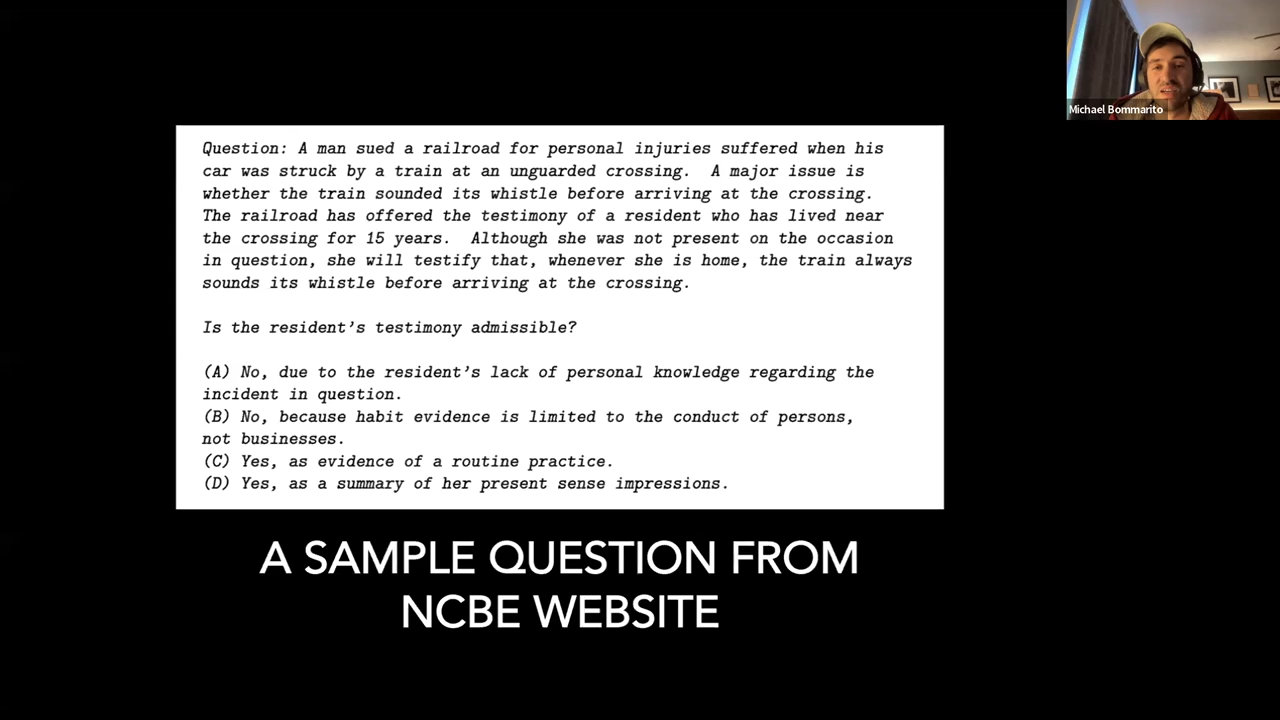 Michael Bommarito
Question: A man sued a railroad for personal injuries suffered when his
car was struck by a train at an unguarded crossing. A major issue is
whether the train sounded its whistle before arriving at the crossing.
The railroad has offered the testimony of a resident who has lived near
the crossing for 15 years. Although she was not present on the occasion
in question, she will testify that, whenever she is home, the train always
sounds its whistle before arriving at the crossing.
Is the resident's testimony admissible?
(A) No, due to the resident's lack of personal knowledge regarding the
incident in question.
(B) No, because habit evidence is limited to the conduct of persons,
not businesses.
(C) Yes, as evidence of a routine practice.
(D) Yes, as a summary of her present sense impressions.
A SAMPLE QUESTION FROM
NCBE WEBSITE